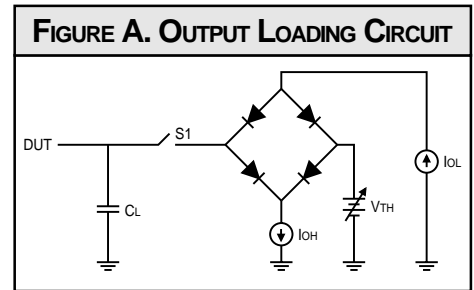 FIGURE A. OUTPUT LOADING CIRCUIT
DUT
S1
CL
IOH
VTH
IOL